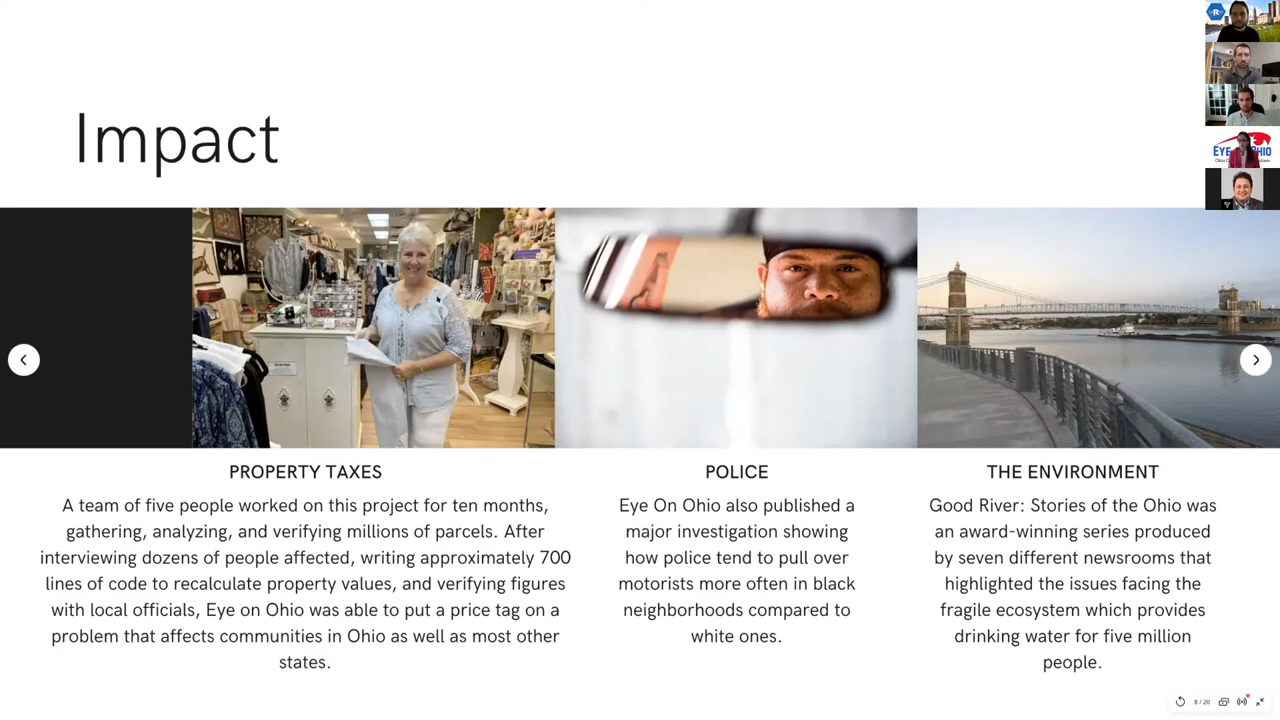 Impact
PROPERTY TAXES
A team of five people worked on this project for ten months,
gathering, analyzing, and verifying millions of parcels. After
interviewing dozens of people affected, writing approximately 700
lines of code to recalculate property values, and verifying figures
with local officials, Eye on Ohio was able to put a price tag on a
problem that affects communities in Ohio as well as most other
states.
POLICE
Eye On Ohio also published a
major investigation showing
how police tend to pull over
motorists more often in black
neighborhoods compared to
white ones.
THE ENVIRONMENT
Good River: Stories of the Ohio was
an award-winning series produced
by seven different newsrooms that
highlighted the issues facing the
fragile ecosystem which provides
drinking water for five million
people.
R
EYE OHIO
8 / 20